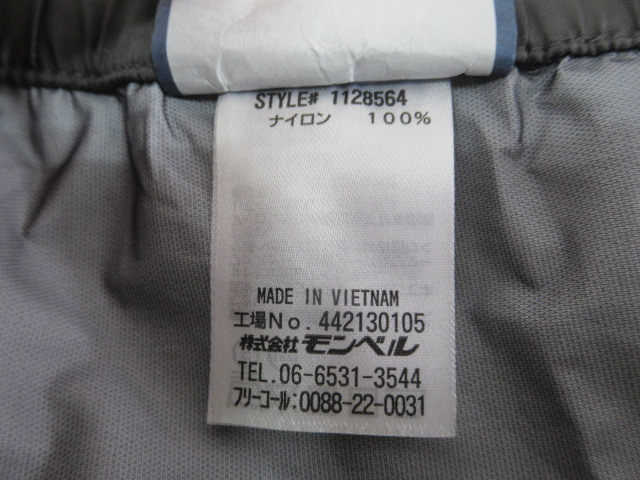 STYLE# 1128564
ナイロン 100%
MADE IN VIETNAM
工場No.442130105
株式会社 モンベル
TEL.06-6531-3544
フリーコール:0088-22-0031